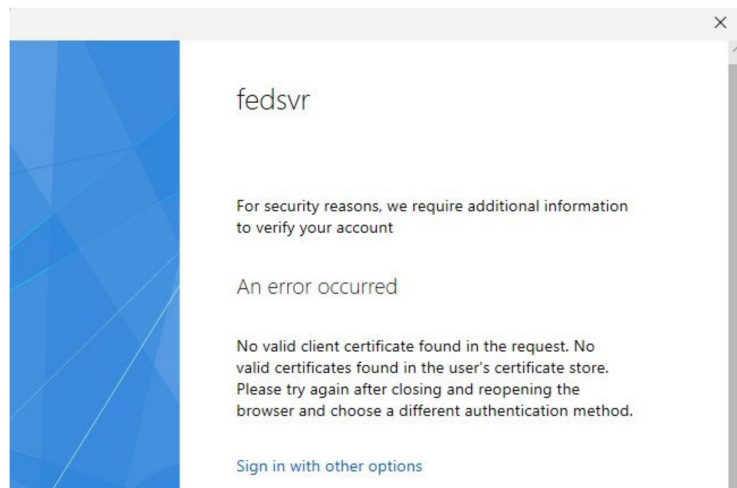 fedsvr
For security reasons, we require additional information
to verify your account
An error occurred
No valid client certificate found in the request. No
valid certificates found in the user's certificate store.
Please try again after closing and reopening the
browser and choose a different authentication method.
Sign in with other options